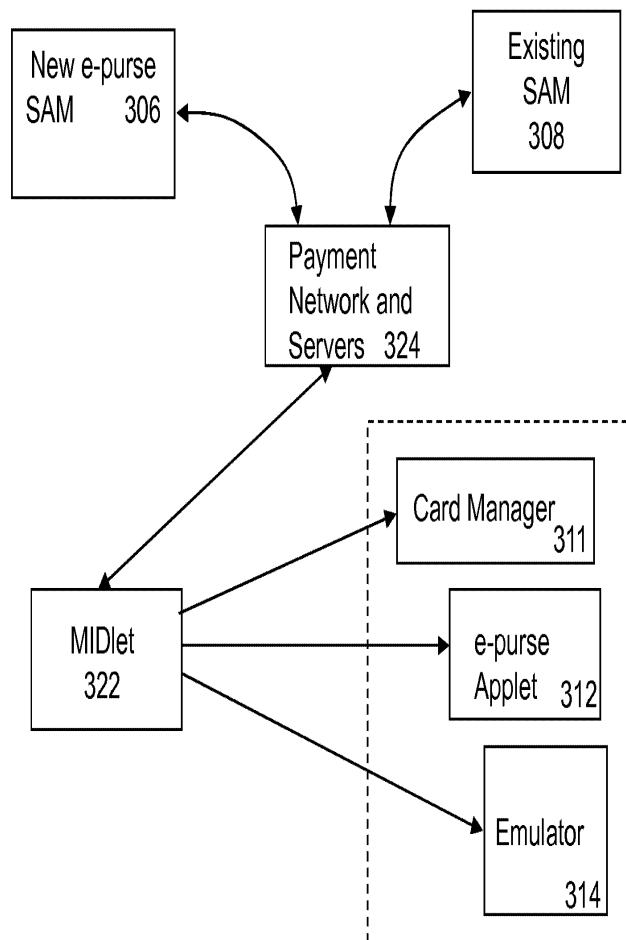 New e-purse
SAM 306
Existing
SAM
308
Payment
Network and
Servers 324
Card Manager
311
MIDlet
322
e-purse
Applet 312
Emulator
314